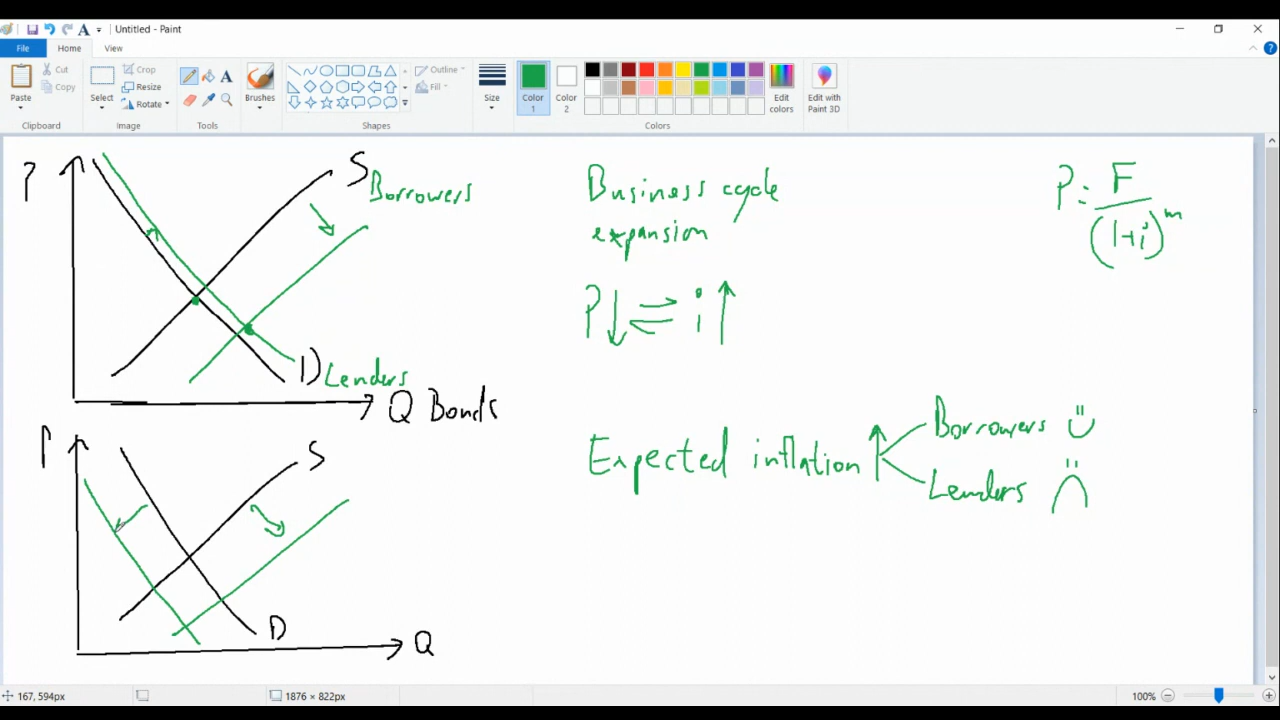 Untitled - Paint
File Home View
Paste
Cut
Copy
Clipboard
Select
Crop
Resize
Rotate
Image
Tools
Brushes
Outline
Fill
Shapes
Size
Color 1
Color 2
Colors
Edit colors
Edit with Paint 3D
P
S Borrowers
D Lenders
Q Bonds
P
S
D
Q
Business cycle
expansion
P↓ ⇌ i↑
Expected inflation ↑
Borrowers
Lenders
P = F
(1+i)^m
167, 594px
1876 × 822px
100%